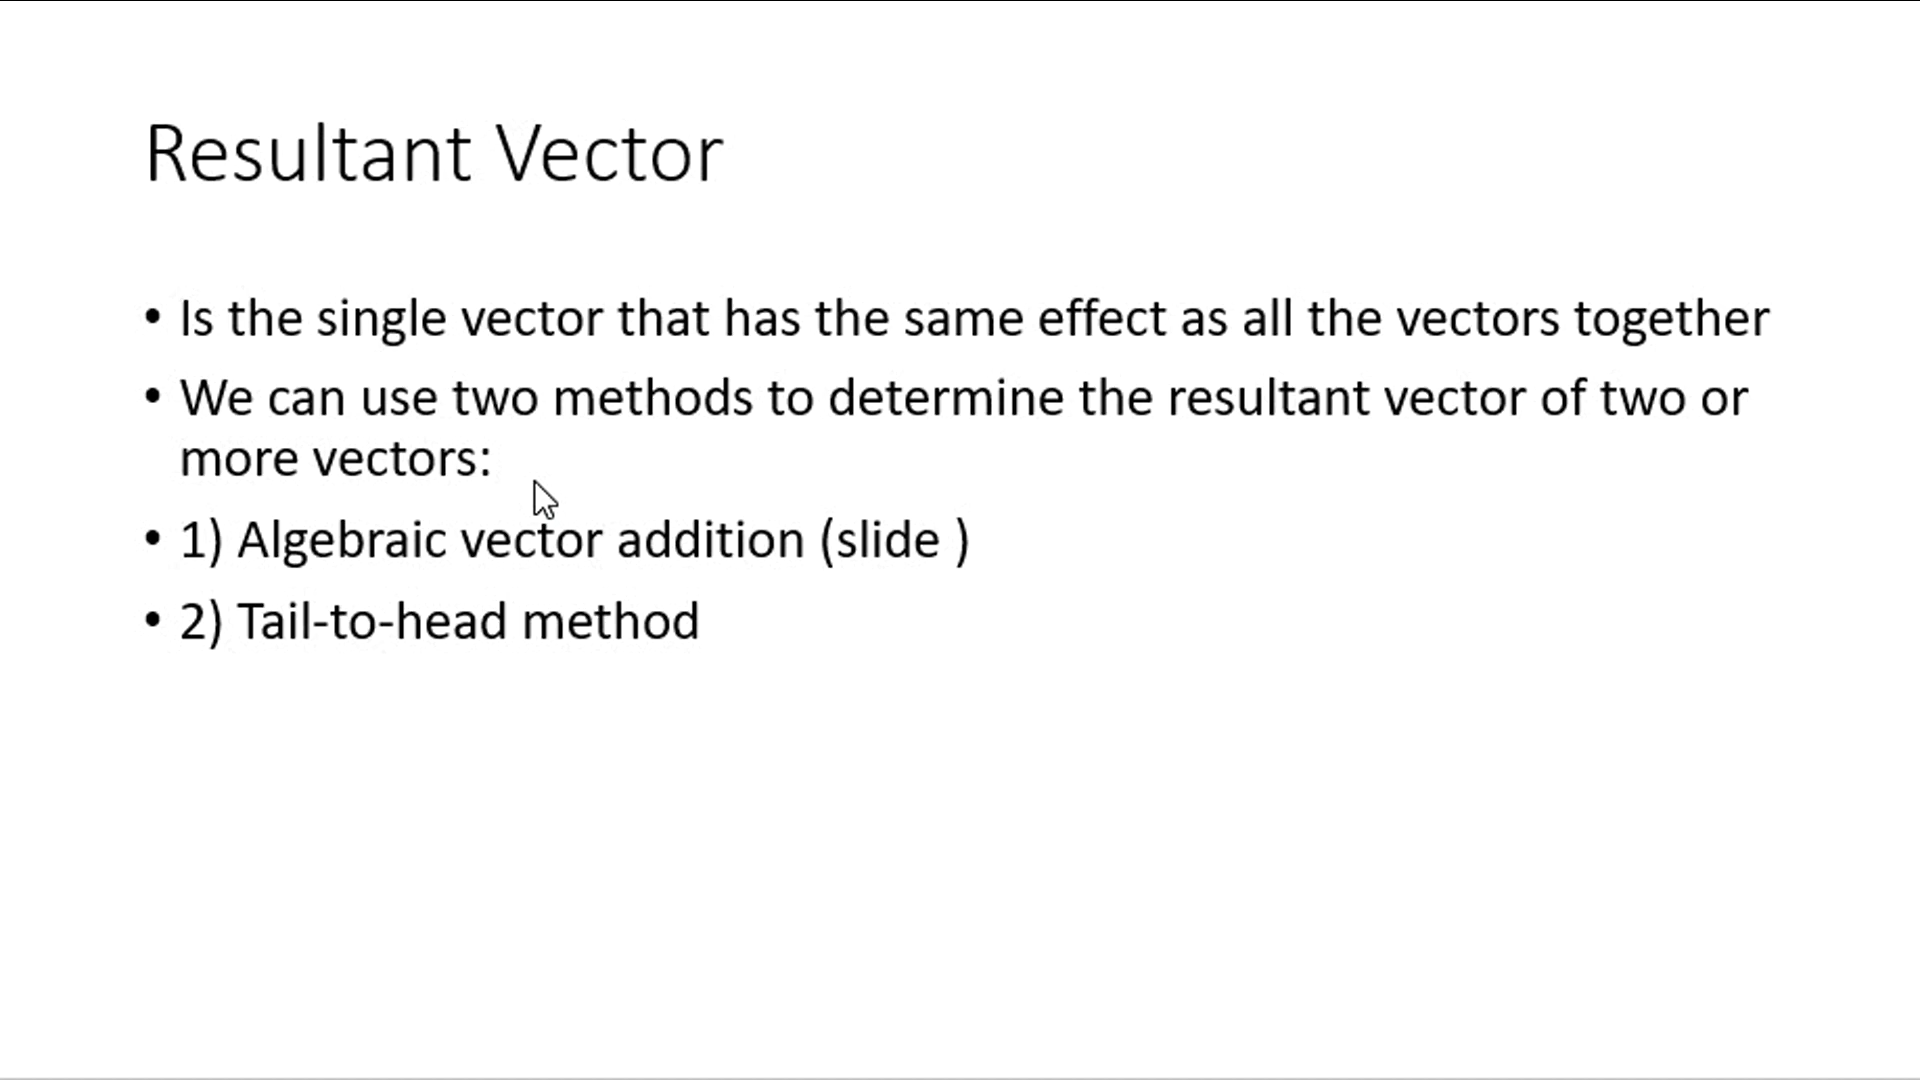 Resultant Vector
• Is the single vector that has the same effect as all the vectors together
• We can use two methods to determine the resultant vector of two or
more vectors:
• 1) Algebraic vector addition (slide )
• 2) Tail-to-head method